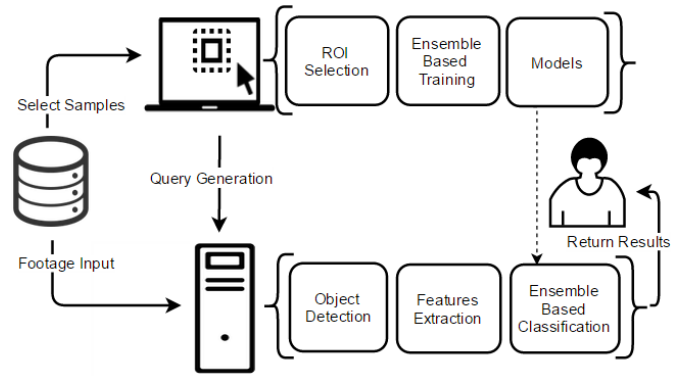 ROI
Selection
Ensemble
Based
Training
Models
Select Samples
Query Generation
Return Results
Footage Input
Object
Detection
Features
Extraction
Ensemble
Based
Classification